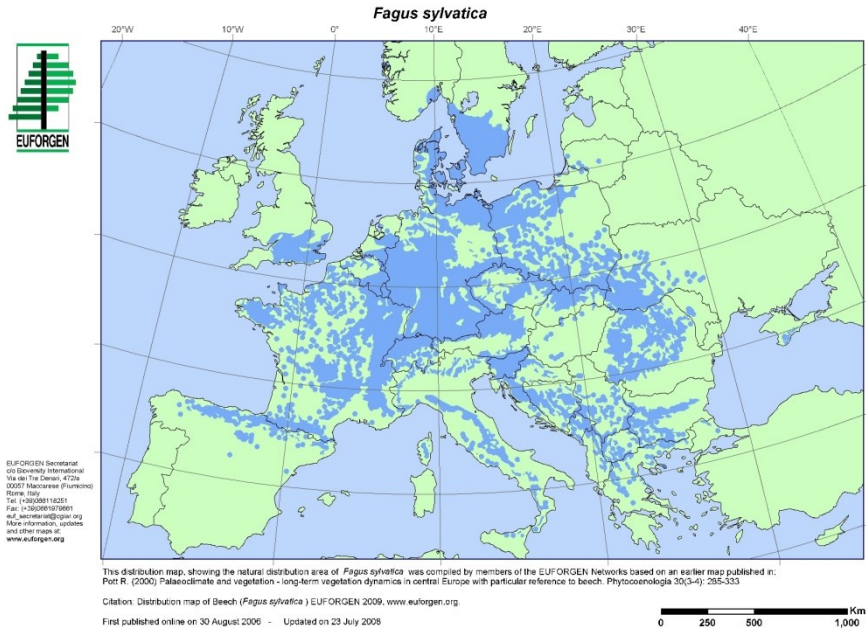 Fagus sylvatica
20°W 10°W 0° 10°E 20°E 30°E 40°E
EUFORGEN
EUFORGEN Secretariat
c/o Bioversity International
Via dei Tre Denari, 472/a
00057 Maccarese (Fiumicino)
Rome, Italy
Tel. (+39)066118251
Fax: (+39)0661979661
euf_secretariat@cgiar.org
More information, updates
and other maps at:
www.euforgen.org
This distribution map, showing the natural distribution area of Fagus sylvatica was compiled by members of the EUFORGEN Networks based on an earlier map published in:
Pott R. (2000) Palaeoclimate and vegetation - long-term vegetation dynamics in central Europe with particular reference to beech. Phytocoenologia 30(3-4): 285-333
Citation: Distribution map of Beech (Fagus sylvatica ) EUFORGEN 2009, www.euforgen.org.
First published online on 30 August 2006 - Updated on 23 July 2008
Km
0 250 500 1,000